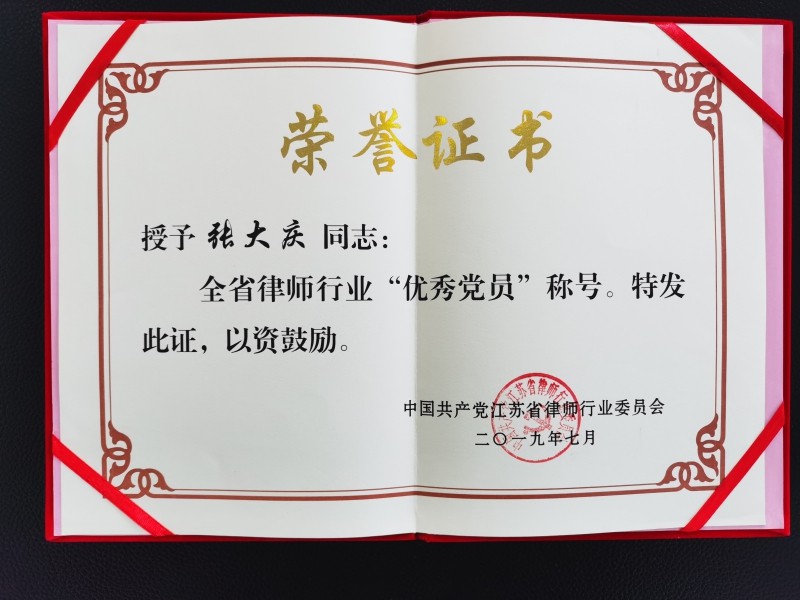 荣誉证书
授予 张大庆 同志：
全省律师行业“优秀党员”称号。特发
此证，以资鼓励。
中国共产党江苏省律师行业委员会
二〇一九年七月